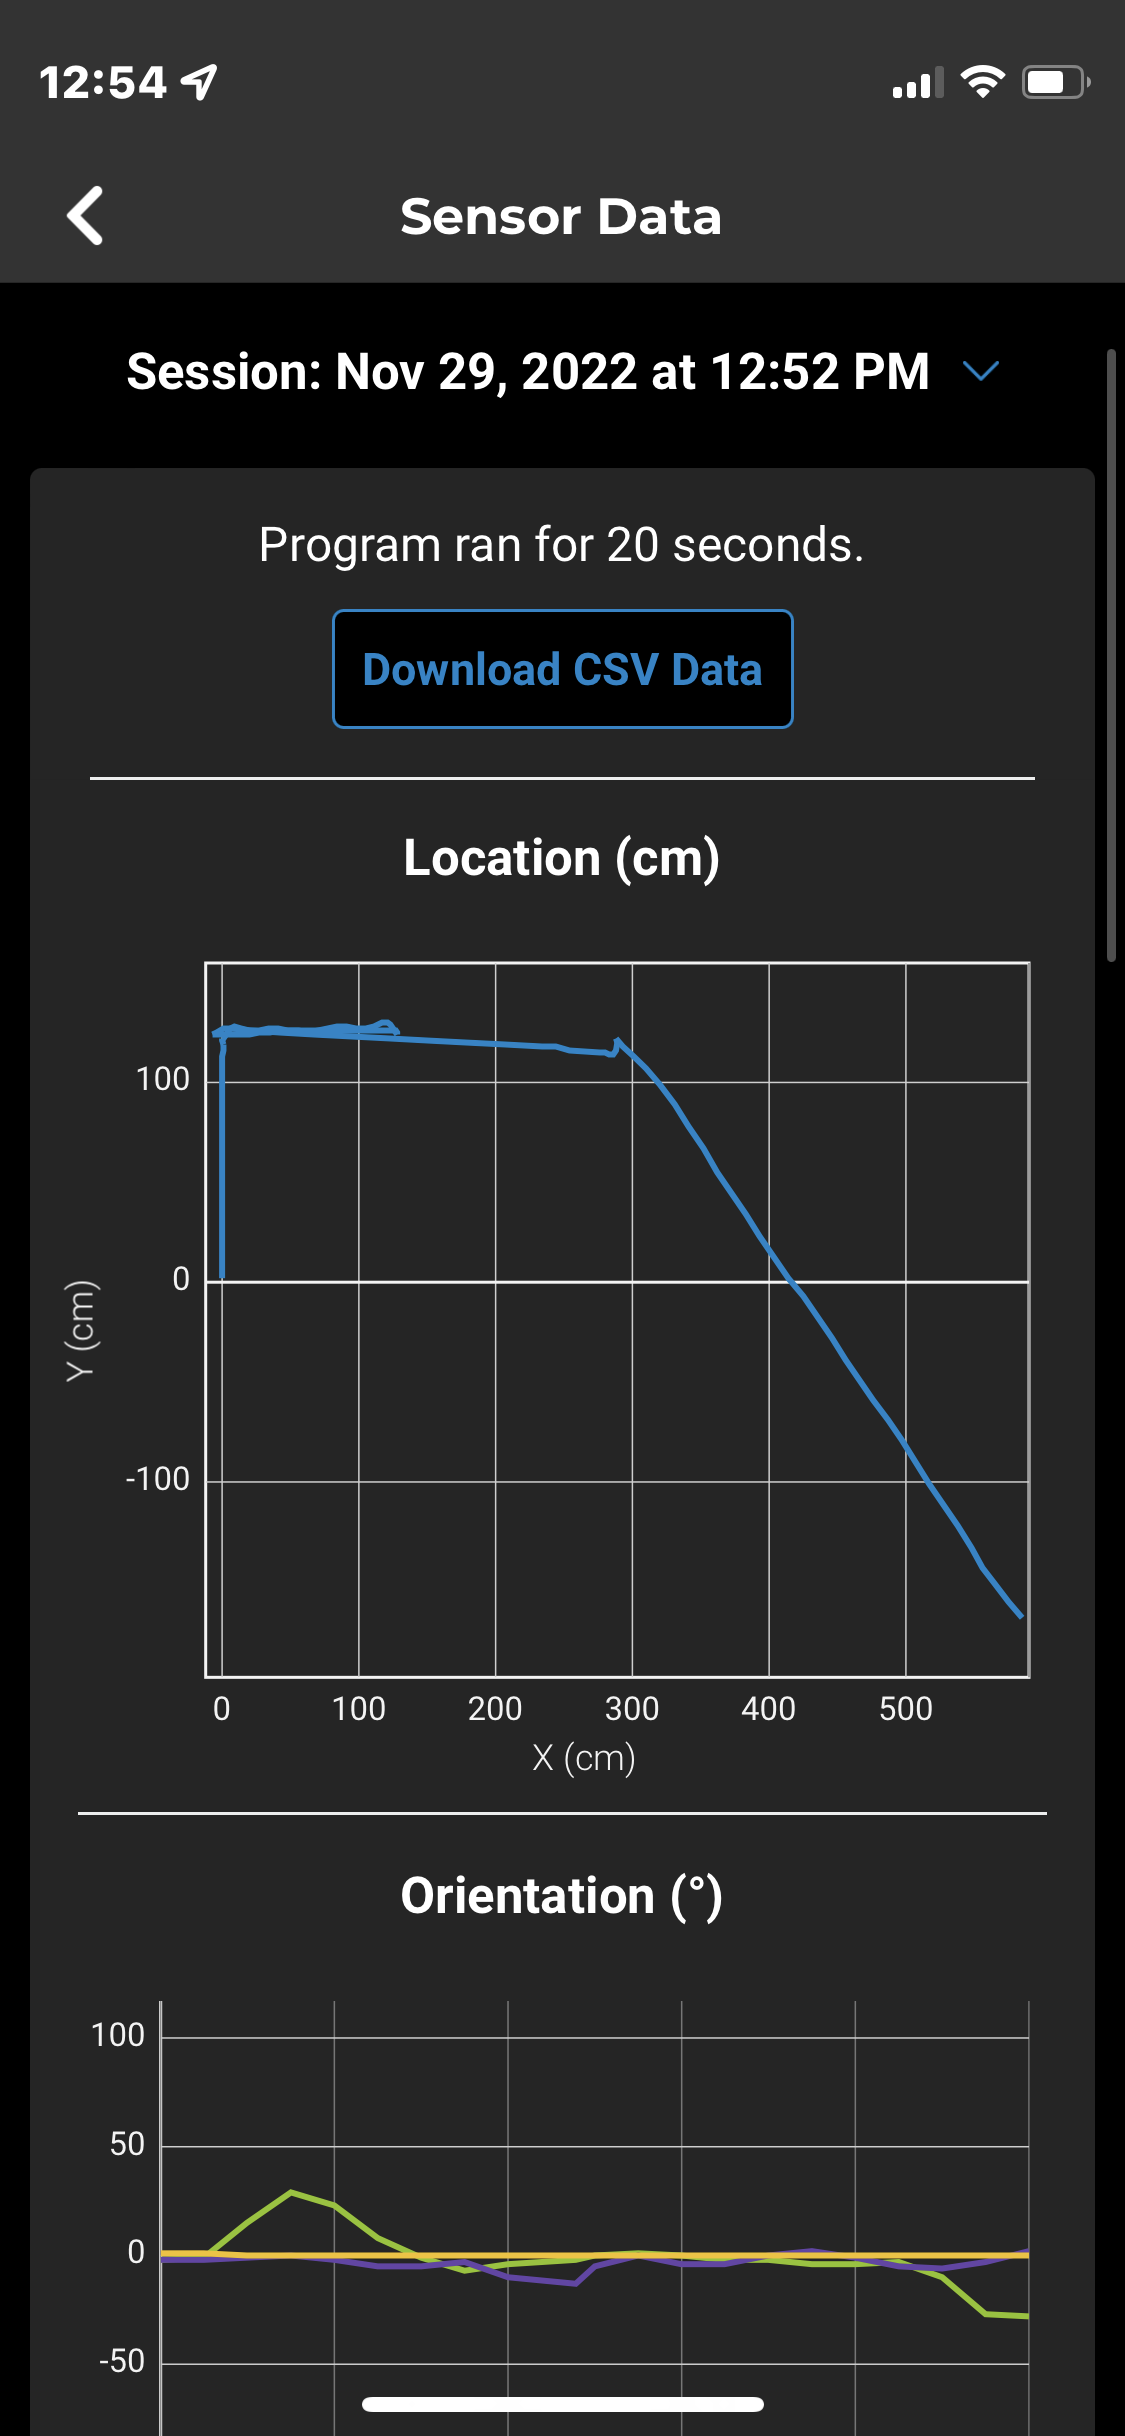 12:54
Sensor Data
Session: Nov 29, 2022 at 12:52 PM
Program ran for 20 seconds.
Download CSV Data
Location (cm)
100
0
-100
Y (cm)
0 100 200 300 400 500
X (cm)
Orientation (°)
100
50
0
-50